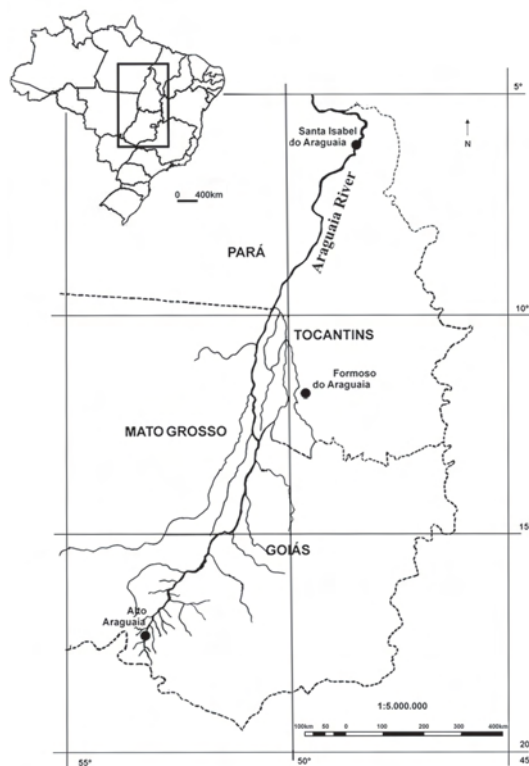 0 400km
5°
Santa Isabel
do Araguaia
N
Araguaia River
PARÁ
10°
TOCANTINS
Formoso
do Araguaia
MATO GROSSO
15°
GOIÁS
Alto
Araguaia
1:5.000.000
100km 50 0 100 200 300 400km
20°
55° 50° 45°